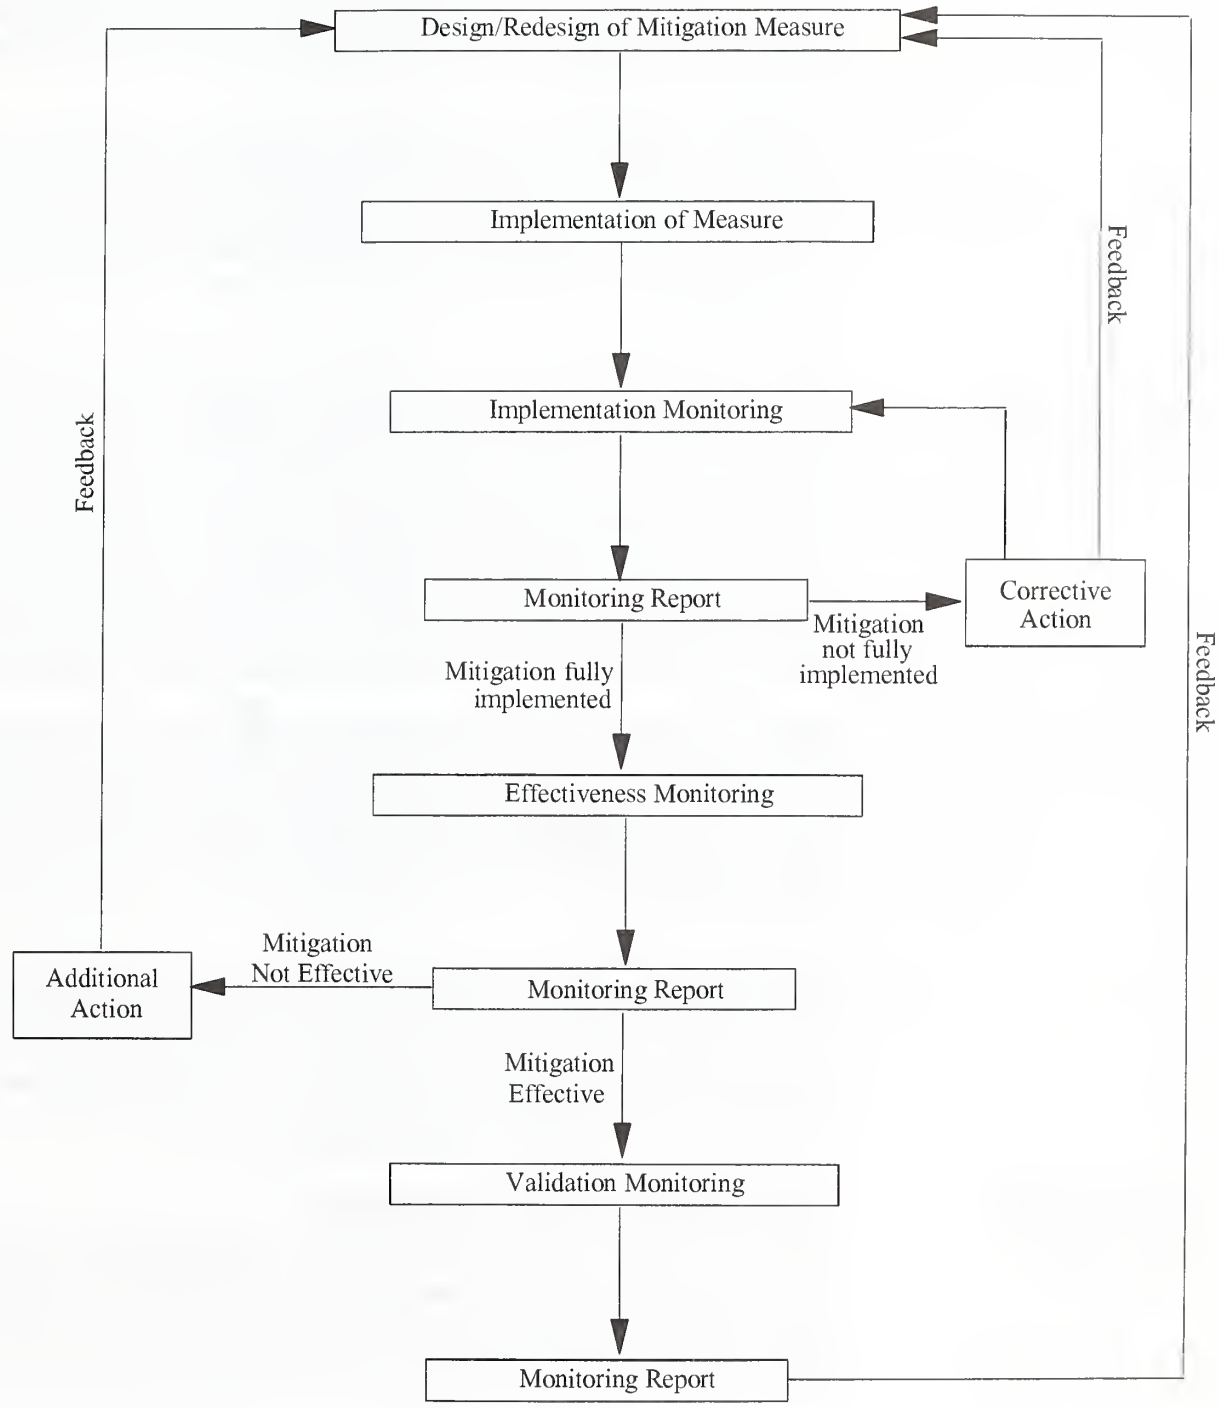 Design/Redesign of Mitigation Measure
Implementation of Measure
Feedback
Implementation Monitoring
Feedback
Monitoring Report
Corrective
Action
Mitigation
not fully
implemented
Mitigation fully
implemented
Feedback
Effectiveness Monitoring
Mitigation
Not Effective
Additional
Action
Monitoring Report
Mitigation
Effective
Validation Monitoring
Monitoring Report